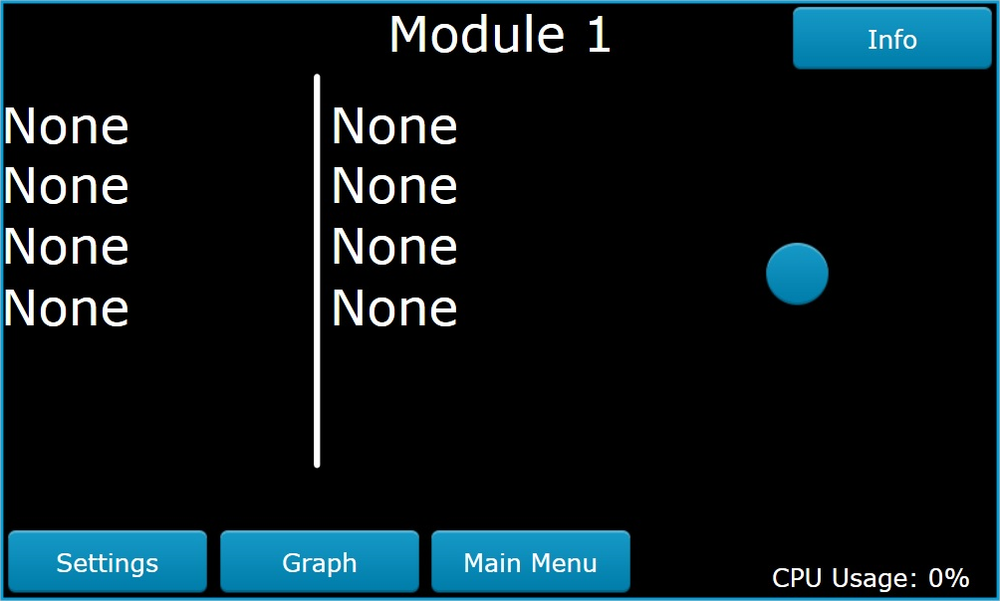 Module 1
Info
None
None
None
None
None
None
None
None
Settings
Graph
Main Menu
CPU Usage: 0%